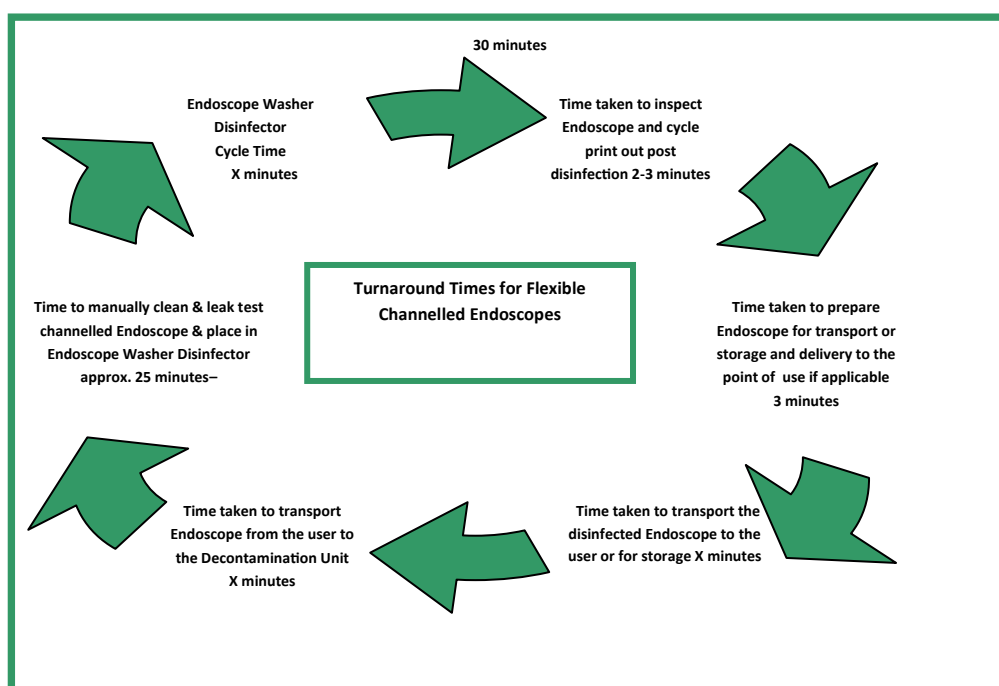 30 minutes
Endoscope Washer
Disinfector
Cycle Time
X minutes
Time taken to inspect
Endoscope and cycle
print out post
disinfection 2-3 minutes
Turnaround Times for Flexible
Channelled Endoscopes
Time to manually clean & leak test
channelled Endoscope & place in
Endoscope Washer Disinfector
approx. 25 minutes–
Time taken to prepare
Endoscope for transport or
storage and delivery to the
point of use if applicable
3 minutes
Time taken to transport
Endoscope from the user to
the Decontamination Unit
X minutes
Time taken to transport the
disinfected Endoscope to the
user or for storage X minutes